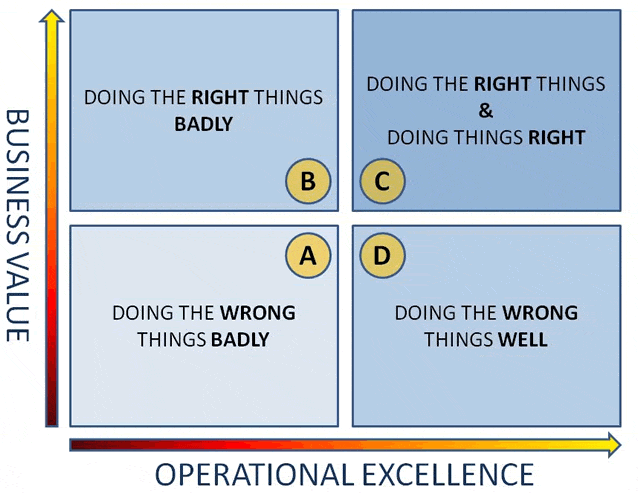 BUSINESS VALUE
DOING THE RIGHT THINGS
BADLY
B
DOING THE RIGHT THINGS
&
DOING THINGS RIGHT
C
A
DOING THE WRONG
THINGS BADLY
D
DOING THE WRONG
THINGS WELL
OPERATIONAL EXCELLENCE